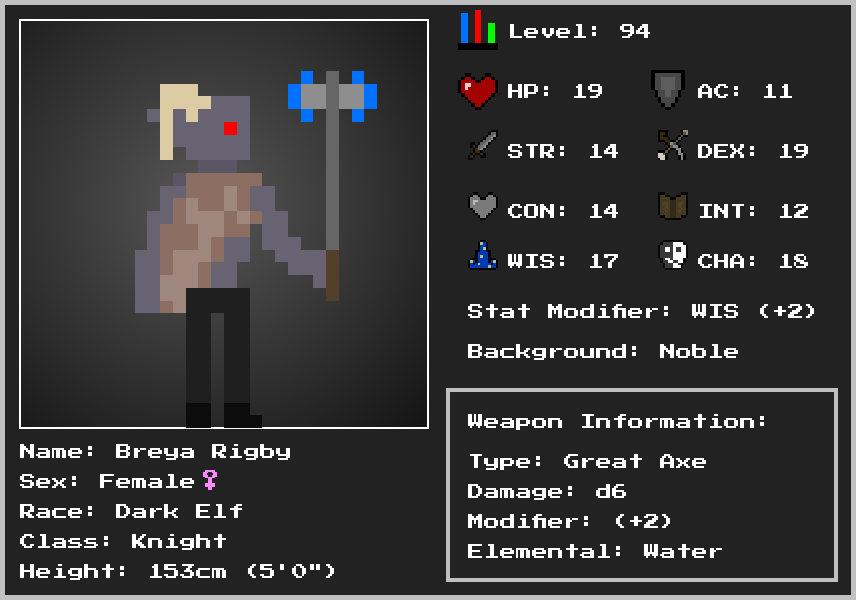 Level: 94
HP: 19
AC: 11
STR: 14
DEX: 19
CON: 14
INT: 12
WIS: 17
CHA: 18
Stat Modifier: WIS (+2)
Background: Noble
Name: Breya Rigby
Sex: Female♀
Race: Dark Elf
Class: Knight
Height: 153cm (5'0")
Weapon Information:
Type: Great Axe
Damage: d6
Modifier: (+2)
Elemental: Water